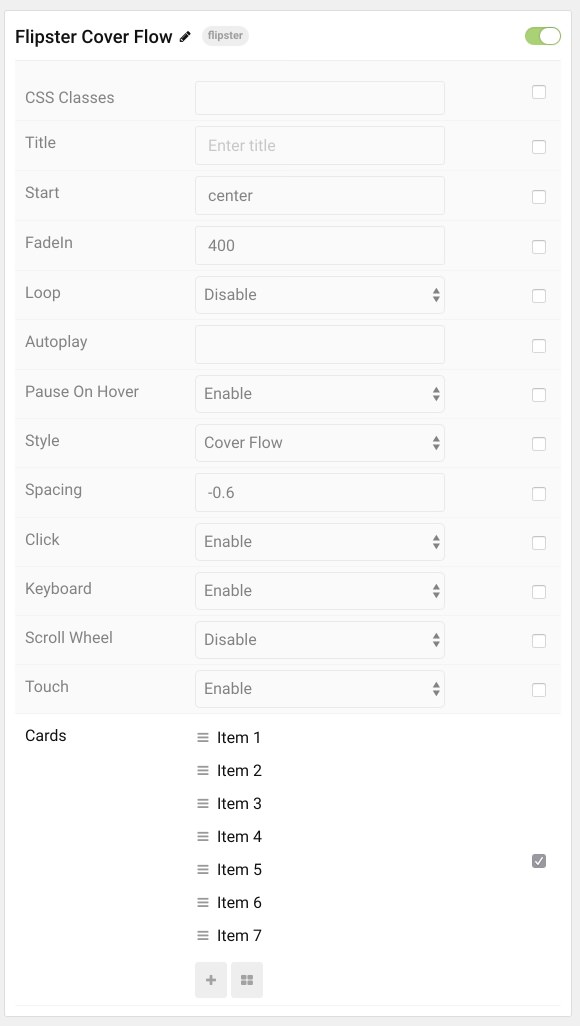 Flipster Cover Flow flipster
CSS Classes
Title Enter title
Start center
FadeIn 400
Loop Disable
Autoplay
Pause On Hover Enable
Style Cover Flow
Spacing -0.6
Click Enable
Keyboard Enable
Scroll Wheel Disable
Touch Enable
Cards Item 1
Item 2
Item 3
Item 4
Item 5
Item 6
Item 7